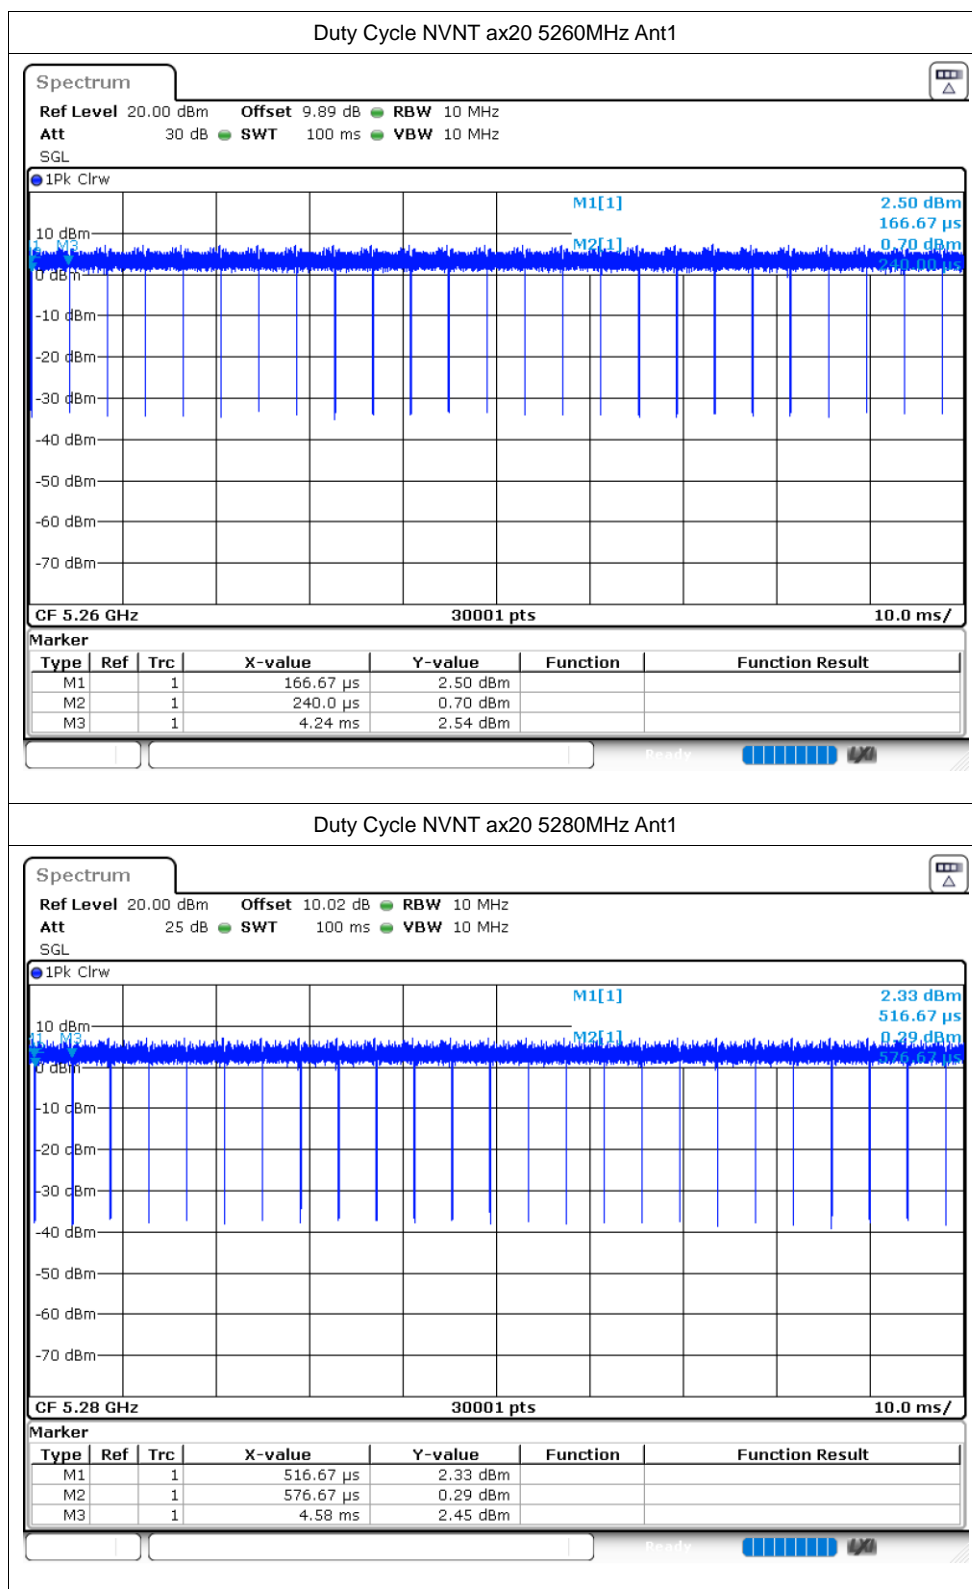 Duty Cycle NVNT ax20 5260MHz Ant1
Spectrum
Ref Level 20.00 dBm Offset 9.89 dB RBW 10 MHz
Att 30 dB SWT 100 ms VBW 10 MHz
SGL
1Pk Clrw
M1[1] 2.50 dBm
166.67 µs
10 dBm
M3 M2[1] 0.70 dBm
240.00 µs
0 dBm
-10 dBm
-20 dBm
-30 dBm
-40 dBm
-50 dBm
-60 dBm
-70 dBm
CF 5.26 GHz 30001 pts 10.0 ms/
Marker
Type Ref Trc X-value Y-value Function Function Result
M1 1 166.67 µs 2.50 dBm
M2 1 240.0 µs 0.70 dBm
M3 1 4.24 ms 2.54 dBm
Ready LXI
Duty Cycle NVNT ax20 5280MHz Ant1
Spectrum
Ref Level 20.00 dBm Offset 10.02 dB RBW 10 MHz
Att 25 dB SWT 100 ms VBW 10 MHz
SGL
1Pk Clrw
M1[1] 2.33 dBm
516.67 µs
10 dBm
M3 M2[1] 0.29 dBm
576.67 µs
0 dBm
-10 dBm
-20 dBm
-30 dBm
-40 dBm
-50 dBm
-60 dBm
-70 dBm
CF 5.28 GHz 30001 pts 10.0 ms/
Marker
Type Ref Trc X-value Y-value Function Function Result
M1 1 516.67 µs 2.33 dBm
M2 1 576.67 µs 0.29 dBm
M3 1 4.58 ms 2.45 dBm
Ready LXI